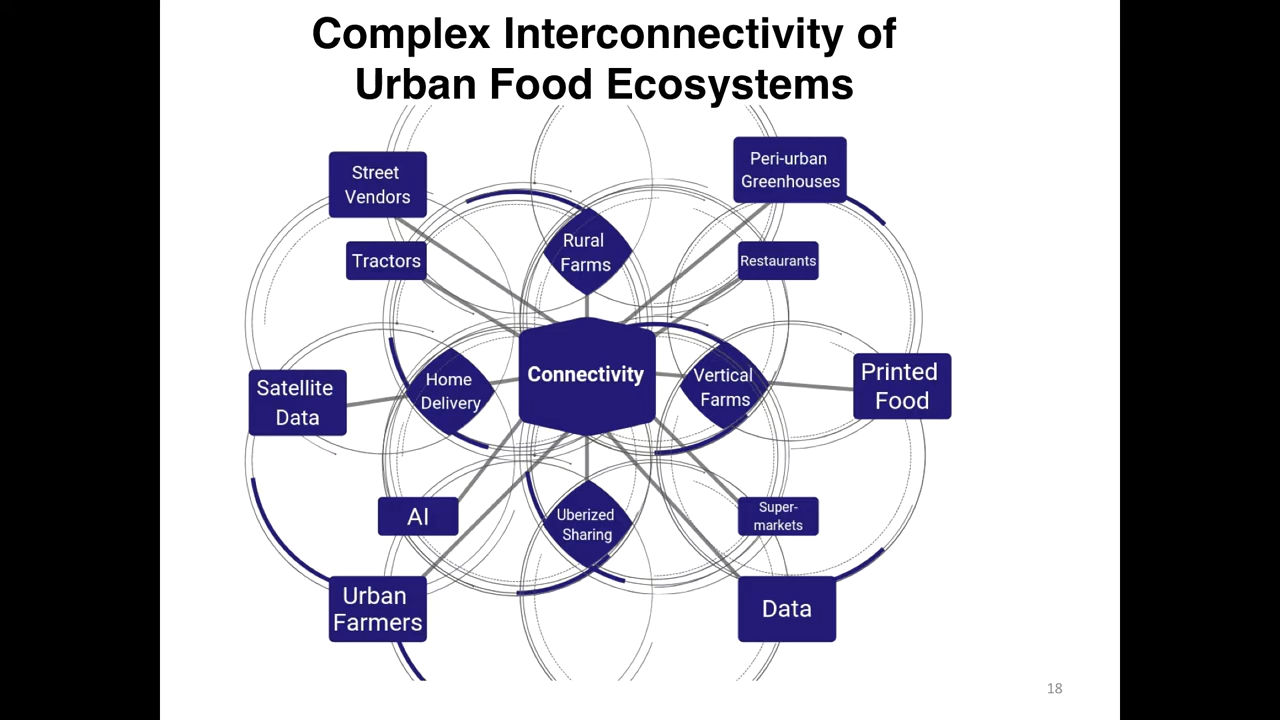 Complex Interconnectivity of
Urban Food Ecosystems
Street
Vendors
Peri-urban
Greenhouses
Tractors
Rural
Farms
Restaurants
Satellite
Data
Home
Delivery
Connectivity
Vertical
Farms
Printed
Food
AI
Uberized
Sharing
Super-
markets
Urban
Farmers
Data
18